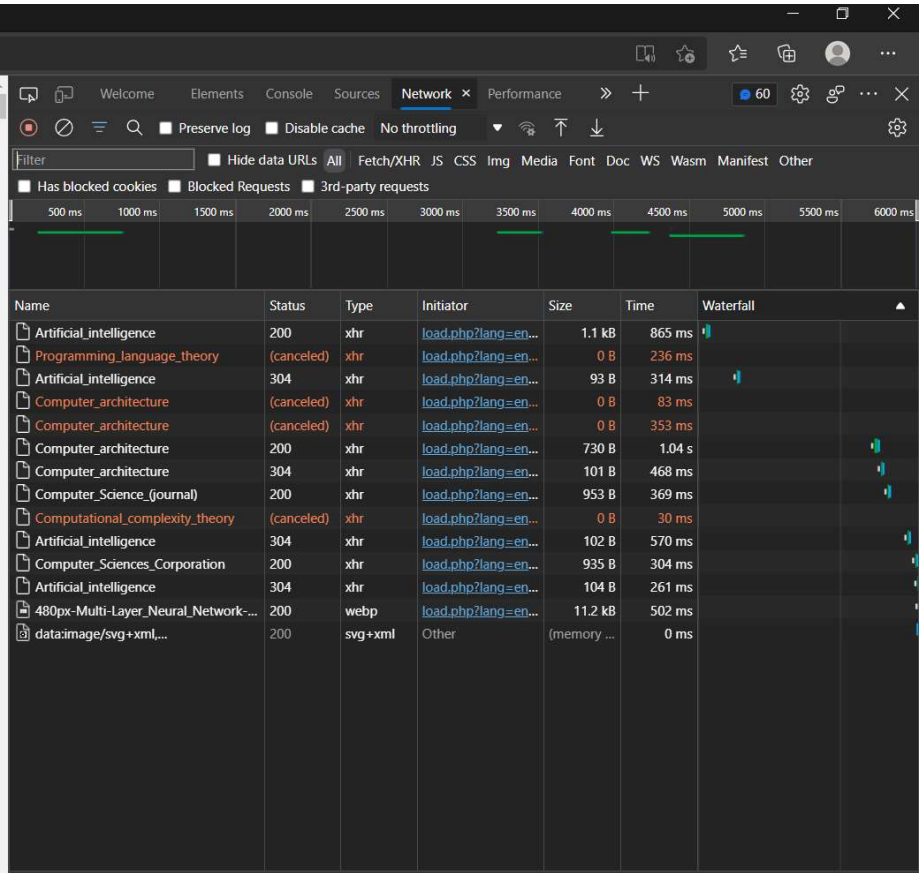 Welcome Elements Console Sources Network × Performance » + 60
Preserve log Disable cache No throttling
Filter Hide data URLs All Fetch/XHR JS CSS Img Media Font Doc WS Wasm Manifest Other
Has blocked cookies Blocked Requests 3rd-party requests
500 ms 1000 ms 1500 ms 2000 ms 2500 ms 3000 ms 3500 ms 4000 ms 4500 ms 5000 ms 5500 ms 6000 ms
Name Status Type Initiator Size Time Waterfall
Artificial_intelligence 200 xhr load.php?lang=en... 1.1 kB 865 ms
Programming_language_theory (canceled) xhr load.php?lang=en... 0 B 236 ms
Artificial_intelligence 304 xhr load.php?lang=en... 93 B 314 ms
Computer_architecture (canceled) xhr load.php?lang=en... 0 B 83 ms
Computer_architecture (canceled) xhr load.php?lang=en... 0 B 353 ms
Computer_architecture 200 xhr load.php?lang=en... 730 B 1.04 s
Computer_architecture 304 xhr load.php?lang=en... 101 B 468 ms
Computer_Science_(journal) 200 xhr load.php?lang=en... 953 B 369 ms
Computational_complexity_theory (canceled) xhr load.php?lang=en... 0 B 30 ms
Artificial_intelligence 304 xhr load.php?lang=en... 102 B 570 ms
Computer_Sciences_Corporation 200 xhr load.php?lang=en... 935 B 304 ms
Artificial_intelligence 304 xhr load.php?lang=en... 104 B 261 ms
480px-Multi-Layer_Neural_Network-... 200 webp load.php?lang=en... 11.2 kB 502 ms
data:image/svg+xml,... 200 svg+xml Other (memory ... 0 ms